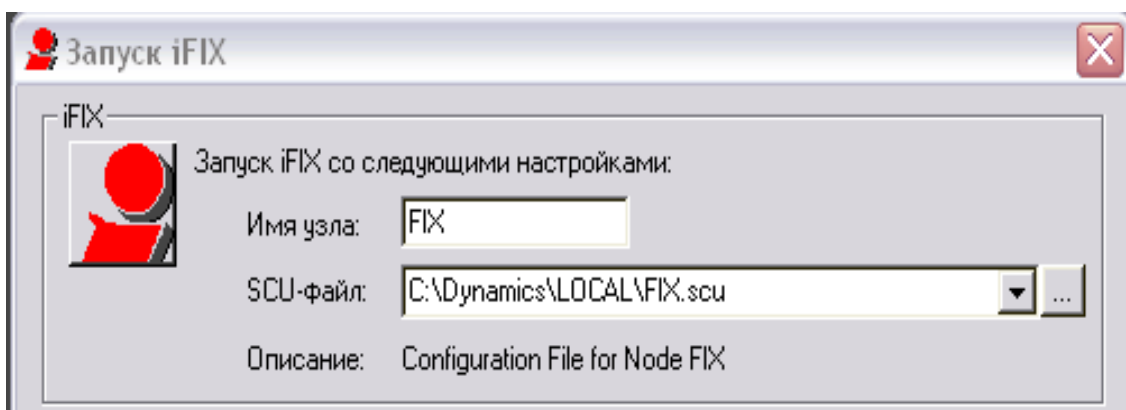 Запуск iFIX
iFIX
Запуск iFIX со следующими настройками:
Имя узла: FIX
SCU-файл: C:\Dynamics\LOCAL\FIX.scu ...
Описание: Configuration File for Node FIX